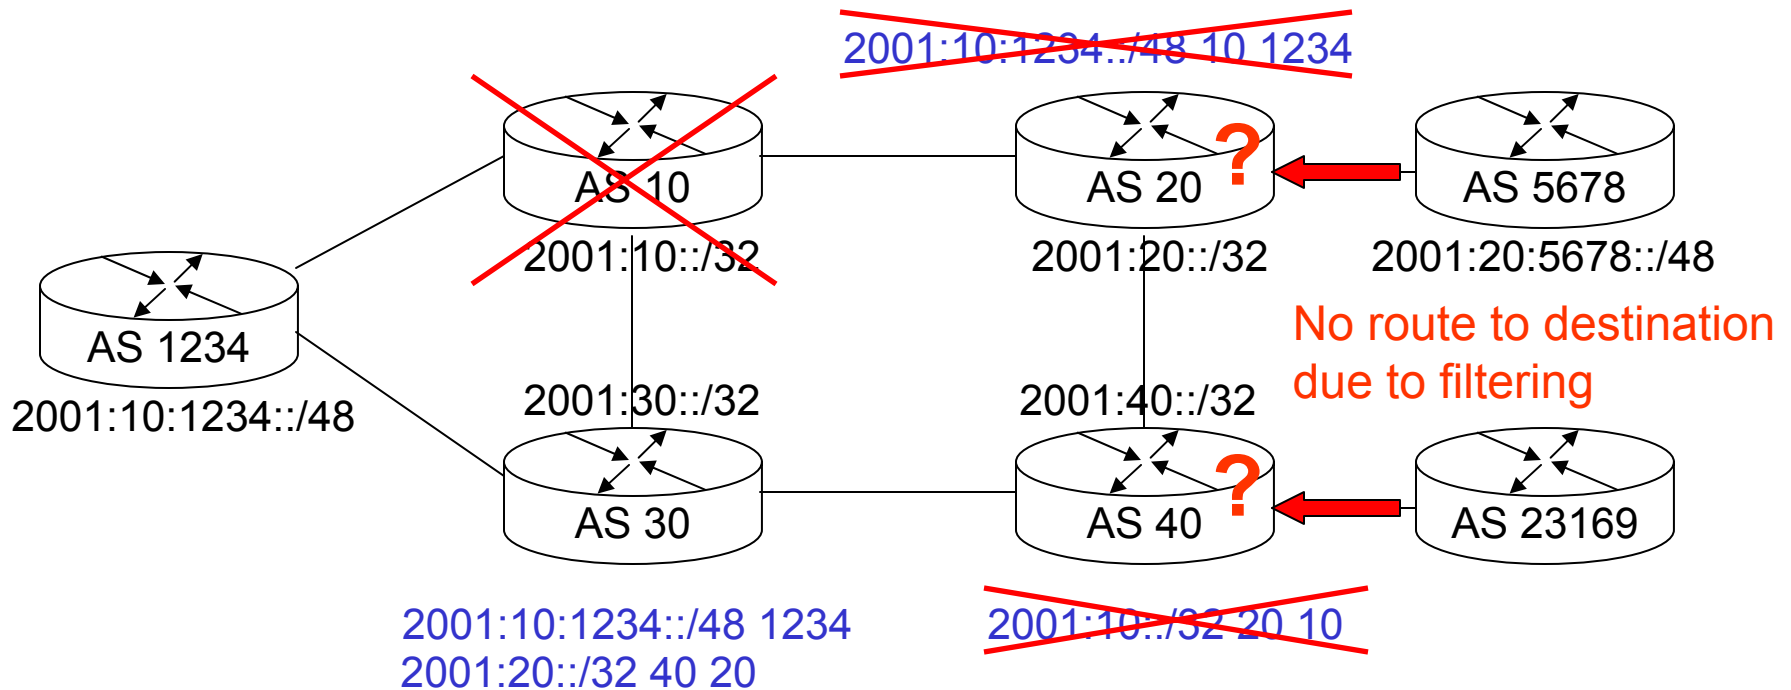 2001:10:1234::/48 10 1234
?
AS 10
AS 20
AS 5678
2001:10::/32
2001:20::/32
2001:20:5678::/48
No route to destination
due to filtering
AS 1234
2001:10:1234::/48
2001:30::/32
2001:40::/32
?
AS 30
AS 40
AS 23169
2001:10:1234::/48 1234
2001:20::/32 40 20
2001:10::/32 20 10